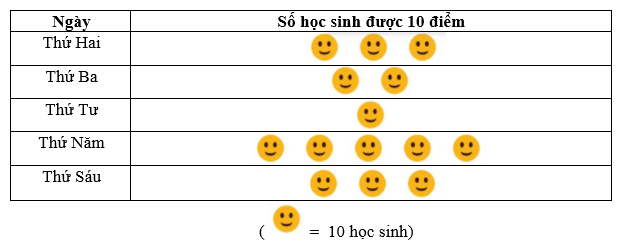 Ngày Số học sinh được 10 điểm
Thứ Hai
Thứ Ba
Thứ Tư
Thứ Năm
Thứ Sáu
( = 10 học sinh)